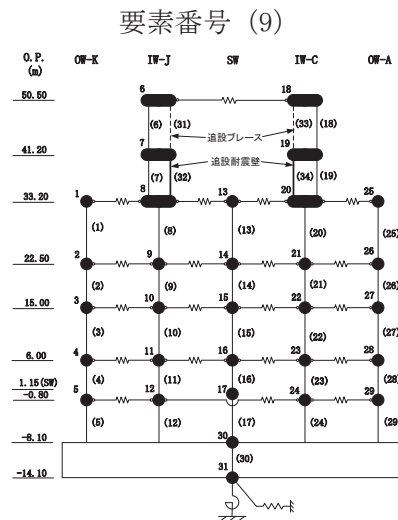 要素番号 (9)
O.P.
(m)
OW-K IW-J SW IW-C OW-A
50.50 6 18
(6) (31) (33) (18)
追設ブレース
41.20 7 19
追設耐震壁
(7) (32) (34) (19)
33.20 1 8 13 20 25
(1) (8) (13) (20) (25)
22.50 2 9 14 21 26
(2) (9) (14) (21) (26)
15.00 3 10 15 22 27
(3) (10) (15) (22) (27)
6.00 4 11 16 23 28
(4) (11) (16) (23) (28)
1.15(SW) 17
-0.80 5 12 24 29
(5) (12) (17) (24) (29)
-8.10 30
(30)
-14.10 31